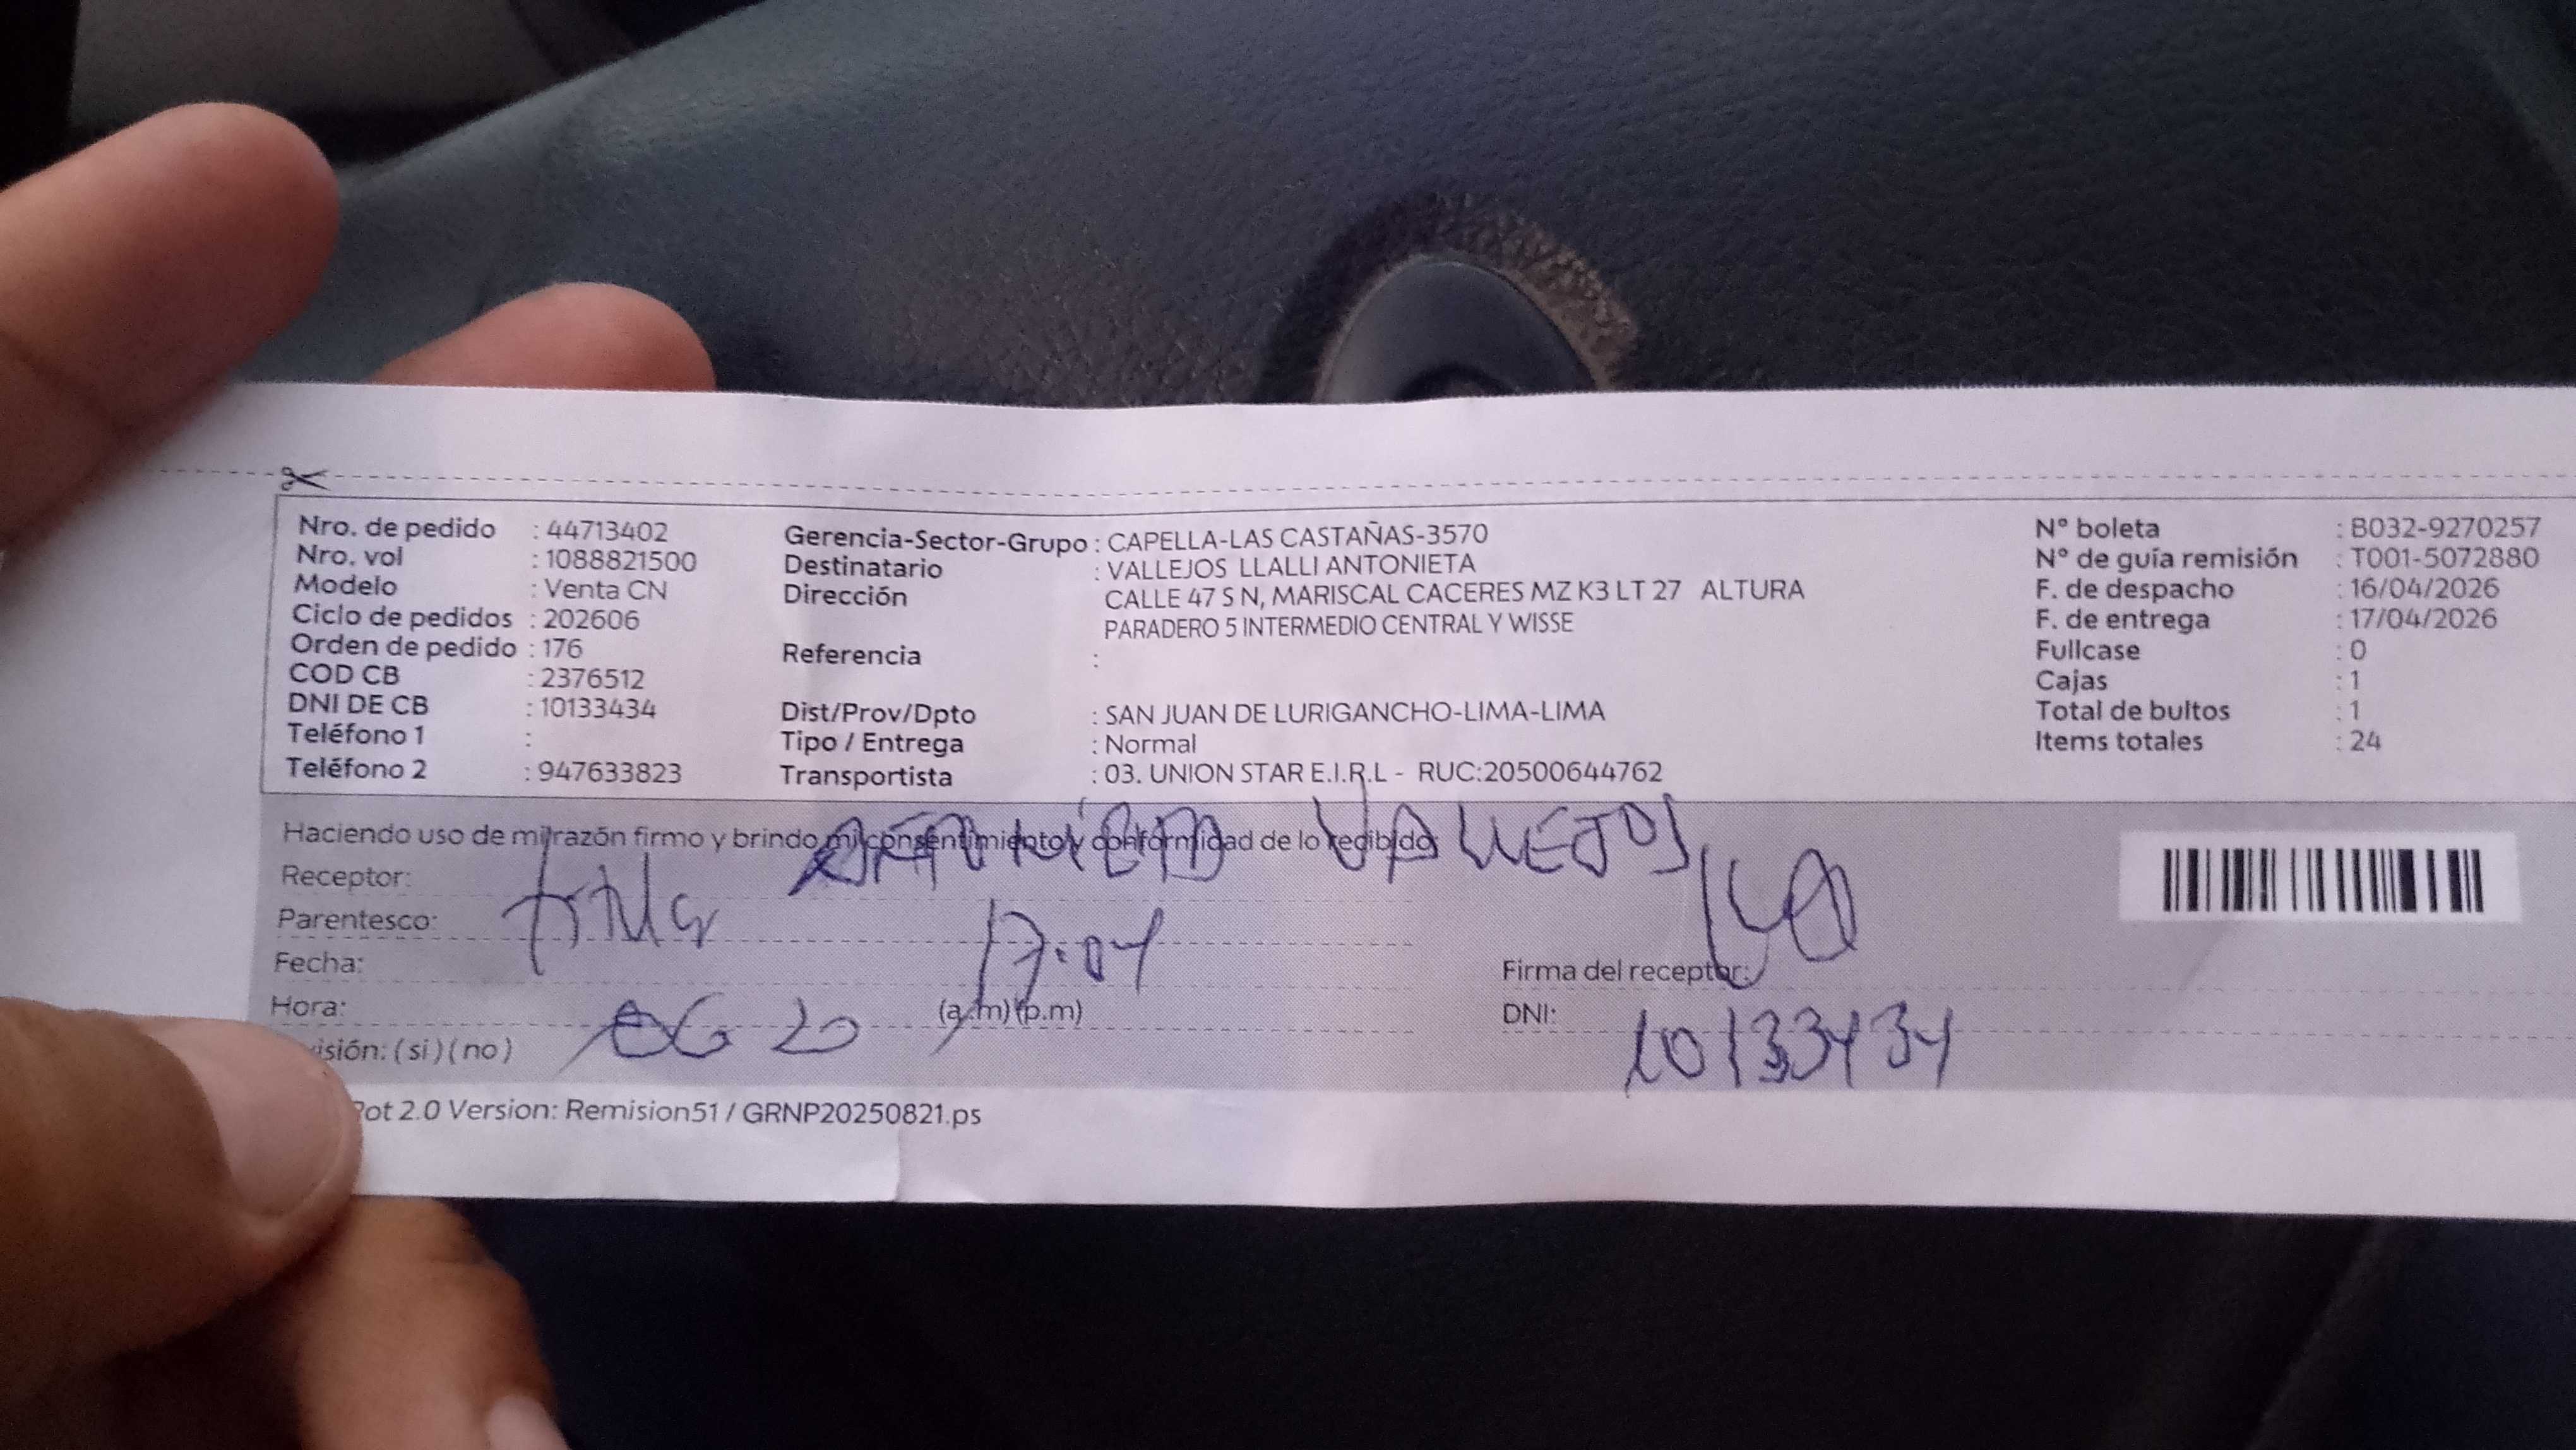 Nro. de pedido : 44713402
Nro. vol : 1088821500
Modelo : Venta CN
Ciclo de pedidos : 202606
Orden de pedido : 176
COD CB : 2376512
DNI DE CB : 10133434
Teléfono 1 :
Teléfono 2 : 947633823
Gerencia-Sector-Grupo : CAPELLA-LAS CASTAÑAS-3570
Destinatario : VALLEJOS LLALLI ANTONIETA
Dirección CALLE 47 S N, MARISCAL CACERES MZ K3 LT 27 ALTURA
PARADERO 5 INTERMEDIO CENTRAL Y WISSE
Referencia :
Dist/Prov/Dpto : SAN JUAN DE LURIGANCHO-LIMA-LIMA
Tipo / Entrega : Normal
Transportista : 03. UNION STAR E.I.R.L - RUC:20500644762
N° boleta : B032-9270257
N° de guía remisión : T001-5072880
F. de despacho : 16/04/2026
F. de entrega : 17/04/2026
Fullcase : 0
Cajas : 1
Total de bultos : 1
Items totales : 24
Haciendo uso de mi razón firmo y brindo mi consentimiento y conformidad de lo recibido
Receptor: VALLEJOS
Parentesco:
Fecha: 17.04
Hora: 20 (a.m) (p.m)
isión: ( si ) ( no )
Firma del receptor:
DNI: 10133434
Pot 2.0 Version: Remision51 / GRNP20250821.ps